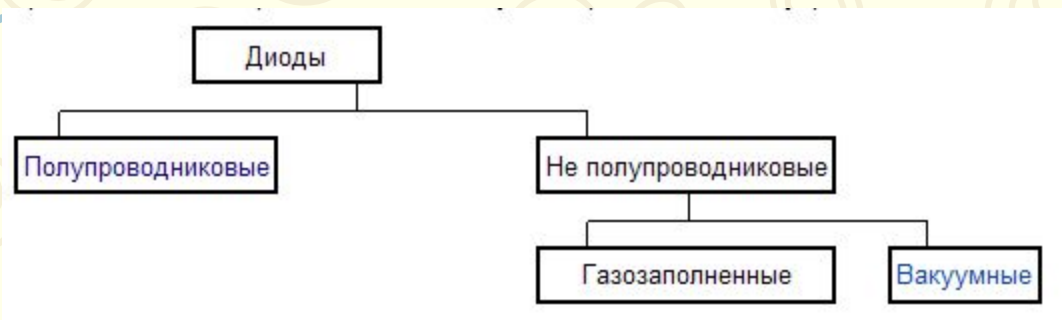 Диоды
Полупроводниковые
Не полупроводниковые
Газозаполненные
Вакуумные